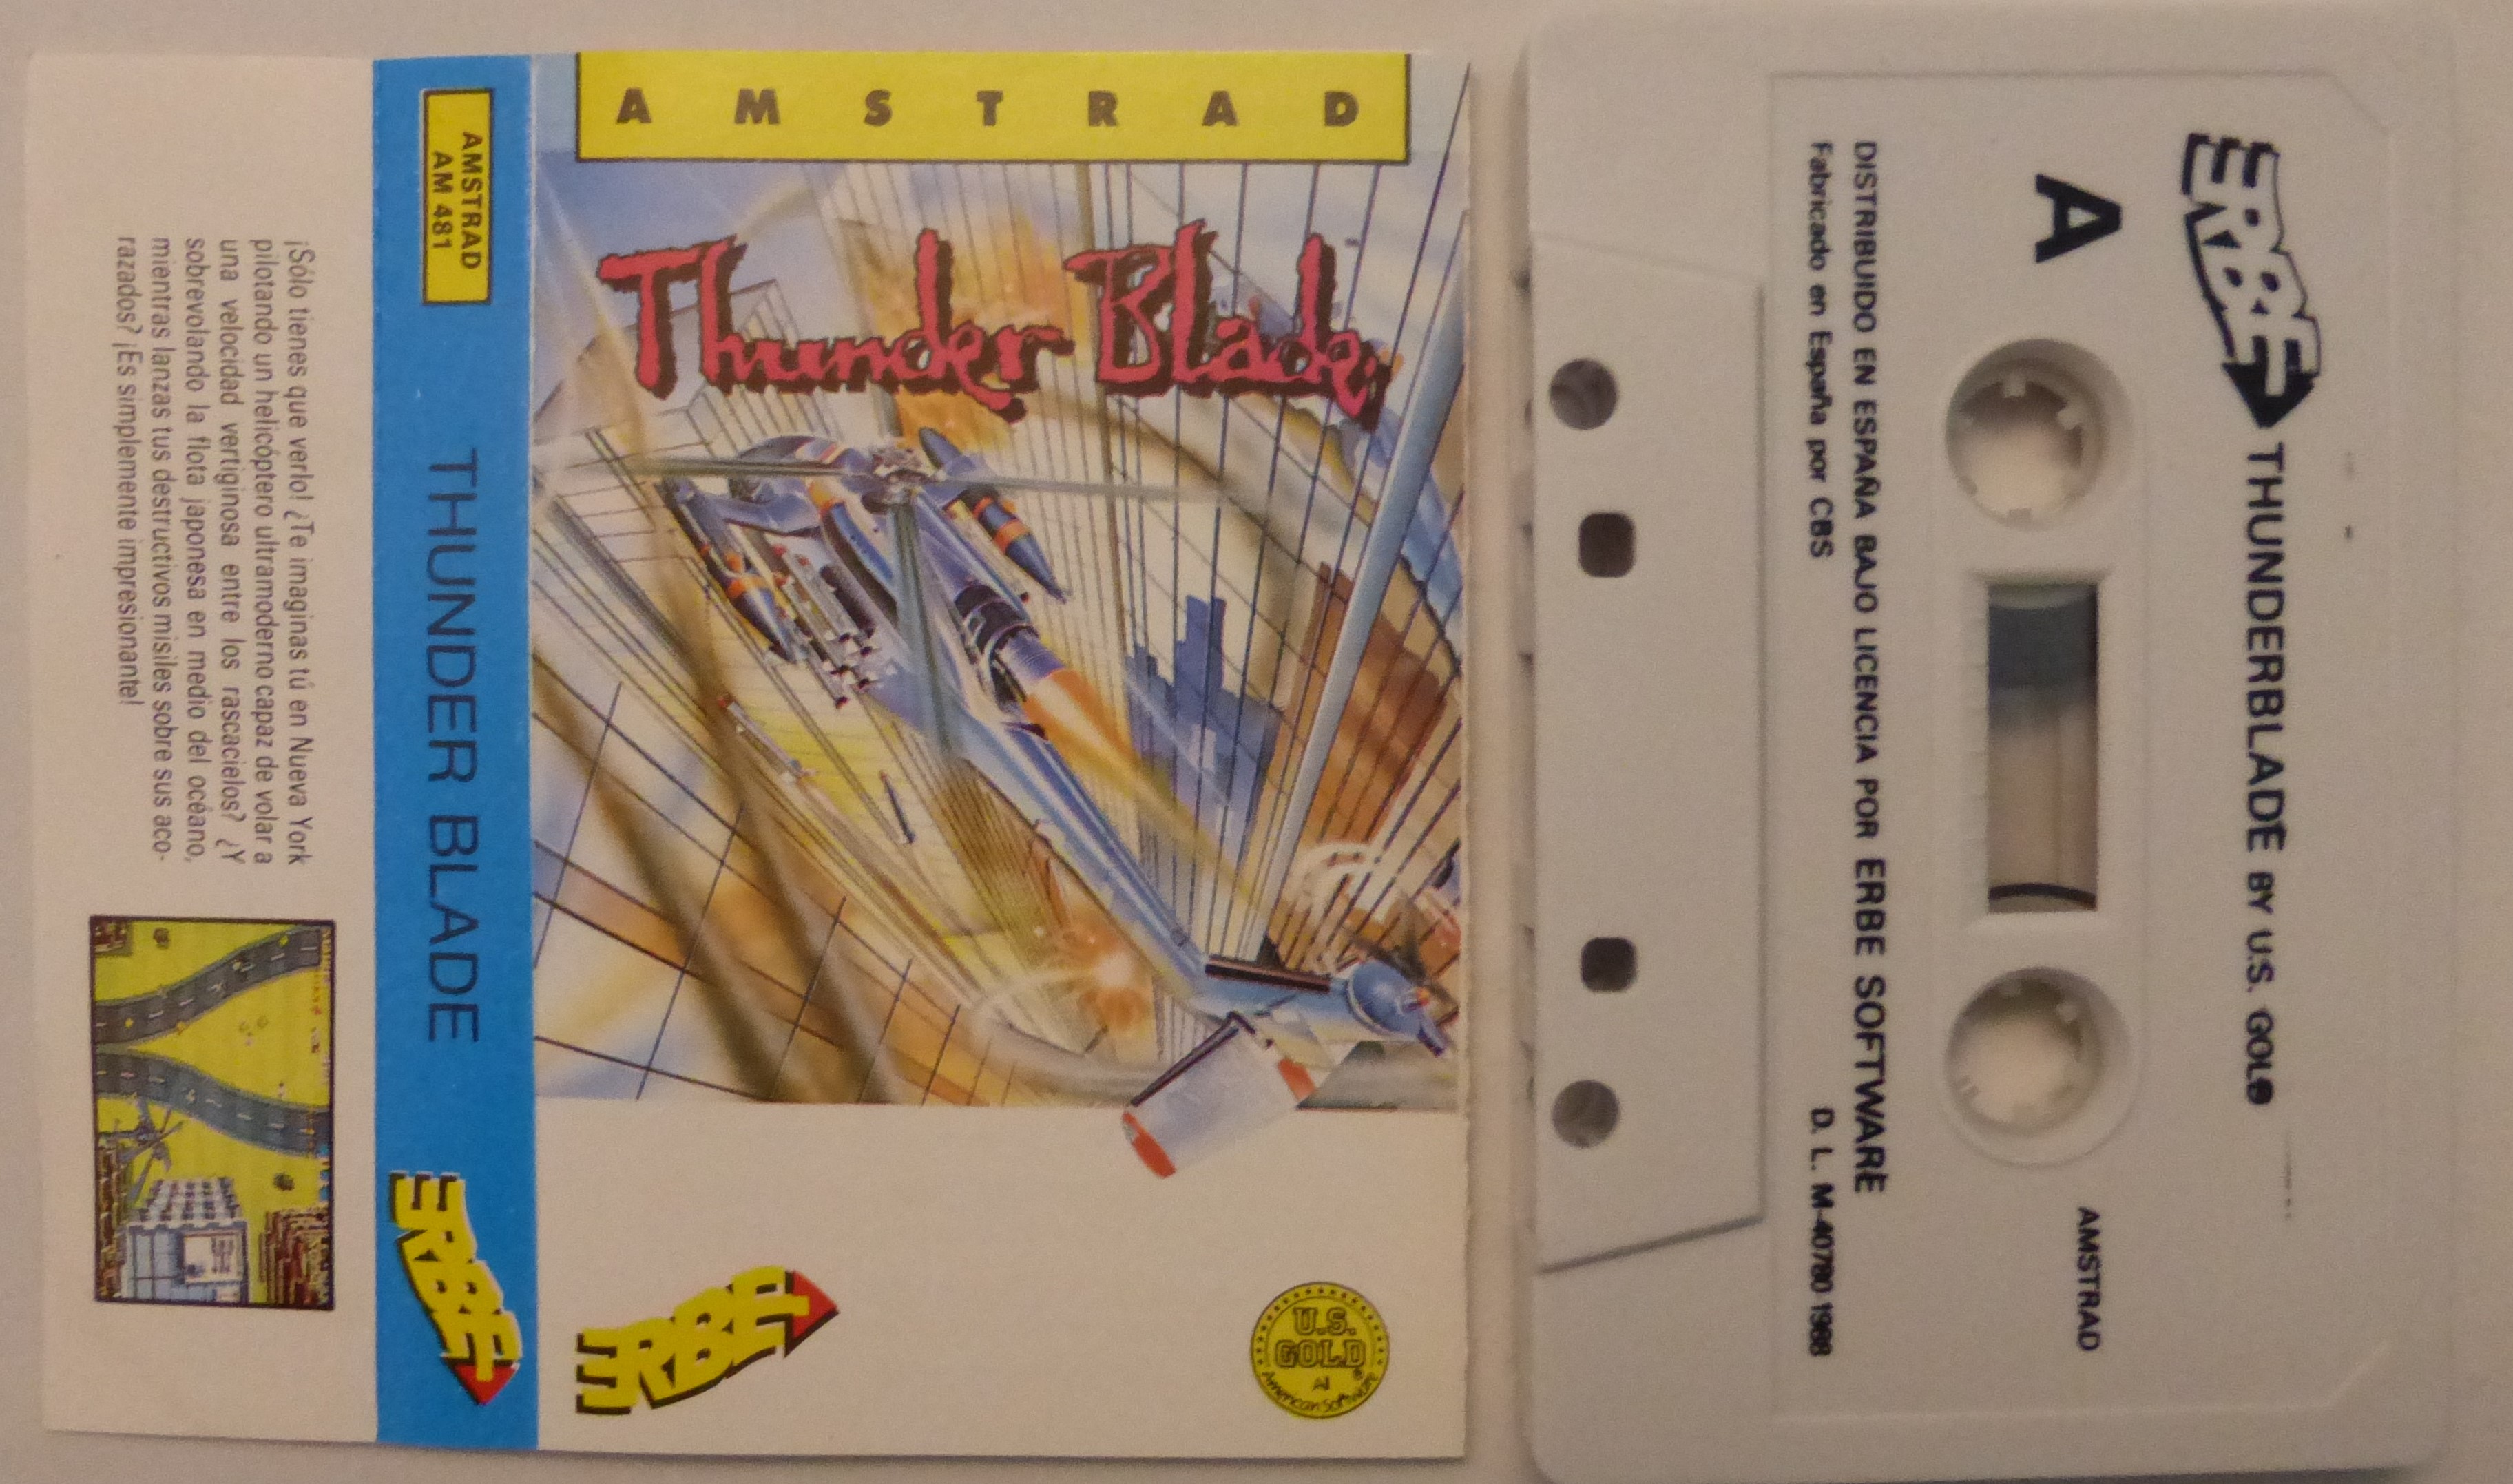 ¡Sólo tienes que verlo! ¿Te imaginas tú en Nueva York
pilotando un helicóptero ultramoderno capaz de volar a
una velocidad vertiginosa entre los rascacielos? ¿Y
sobrevolando la flota japonesa en medio del océano,
mientras lanzas tus destructivos misiles sobre sus aco-
razados? ¡Es simplemente impresionante!
AMSTRAD
AM 481
THUNDER BLADE
ERBE
AMSTRAD
Thunder Blade
ERBE
U.S.
GOLD
American Software
ERBE THUNDERBLADE BY U.S. GOLD
A
AMSTRAD
DISTRIBUIDO EN ESPAÑA BAJO LICENCIA POR ERBE SOFTWARE
Fabricado en España por CBS
D. L. M-40780 1988